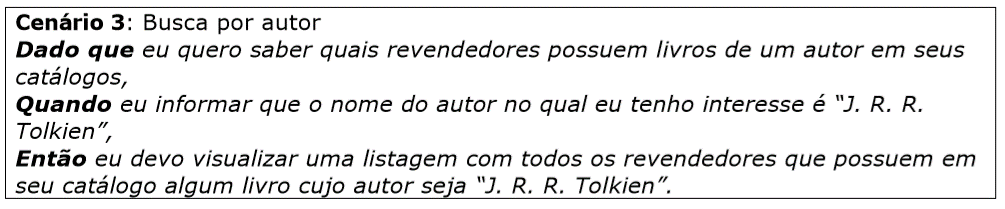 Cenário 3: Busca por autor
Dado que eu quero saber quais revendedores possuem livros de um autor em seus
catálogos,
Quando eu informar que o nome do autor no qual eu tenho interesse é “J. R. R.
Tolkien”,
Então eu devo visualizar uma listagem com todos os revendedores que possuem em
seu catálogo algum livro cujo autor seja “J. R. R. Tolkien”.